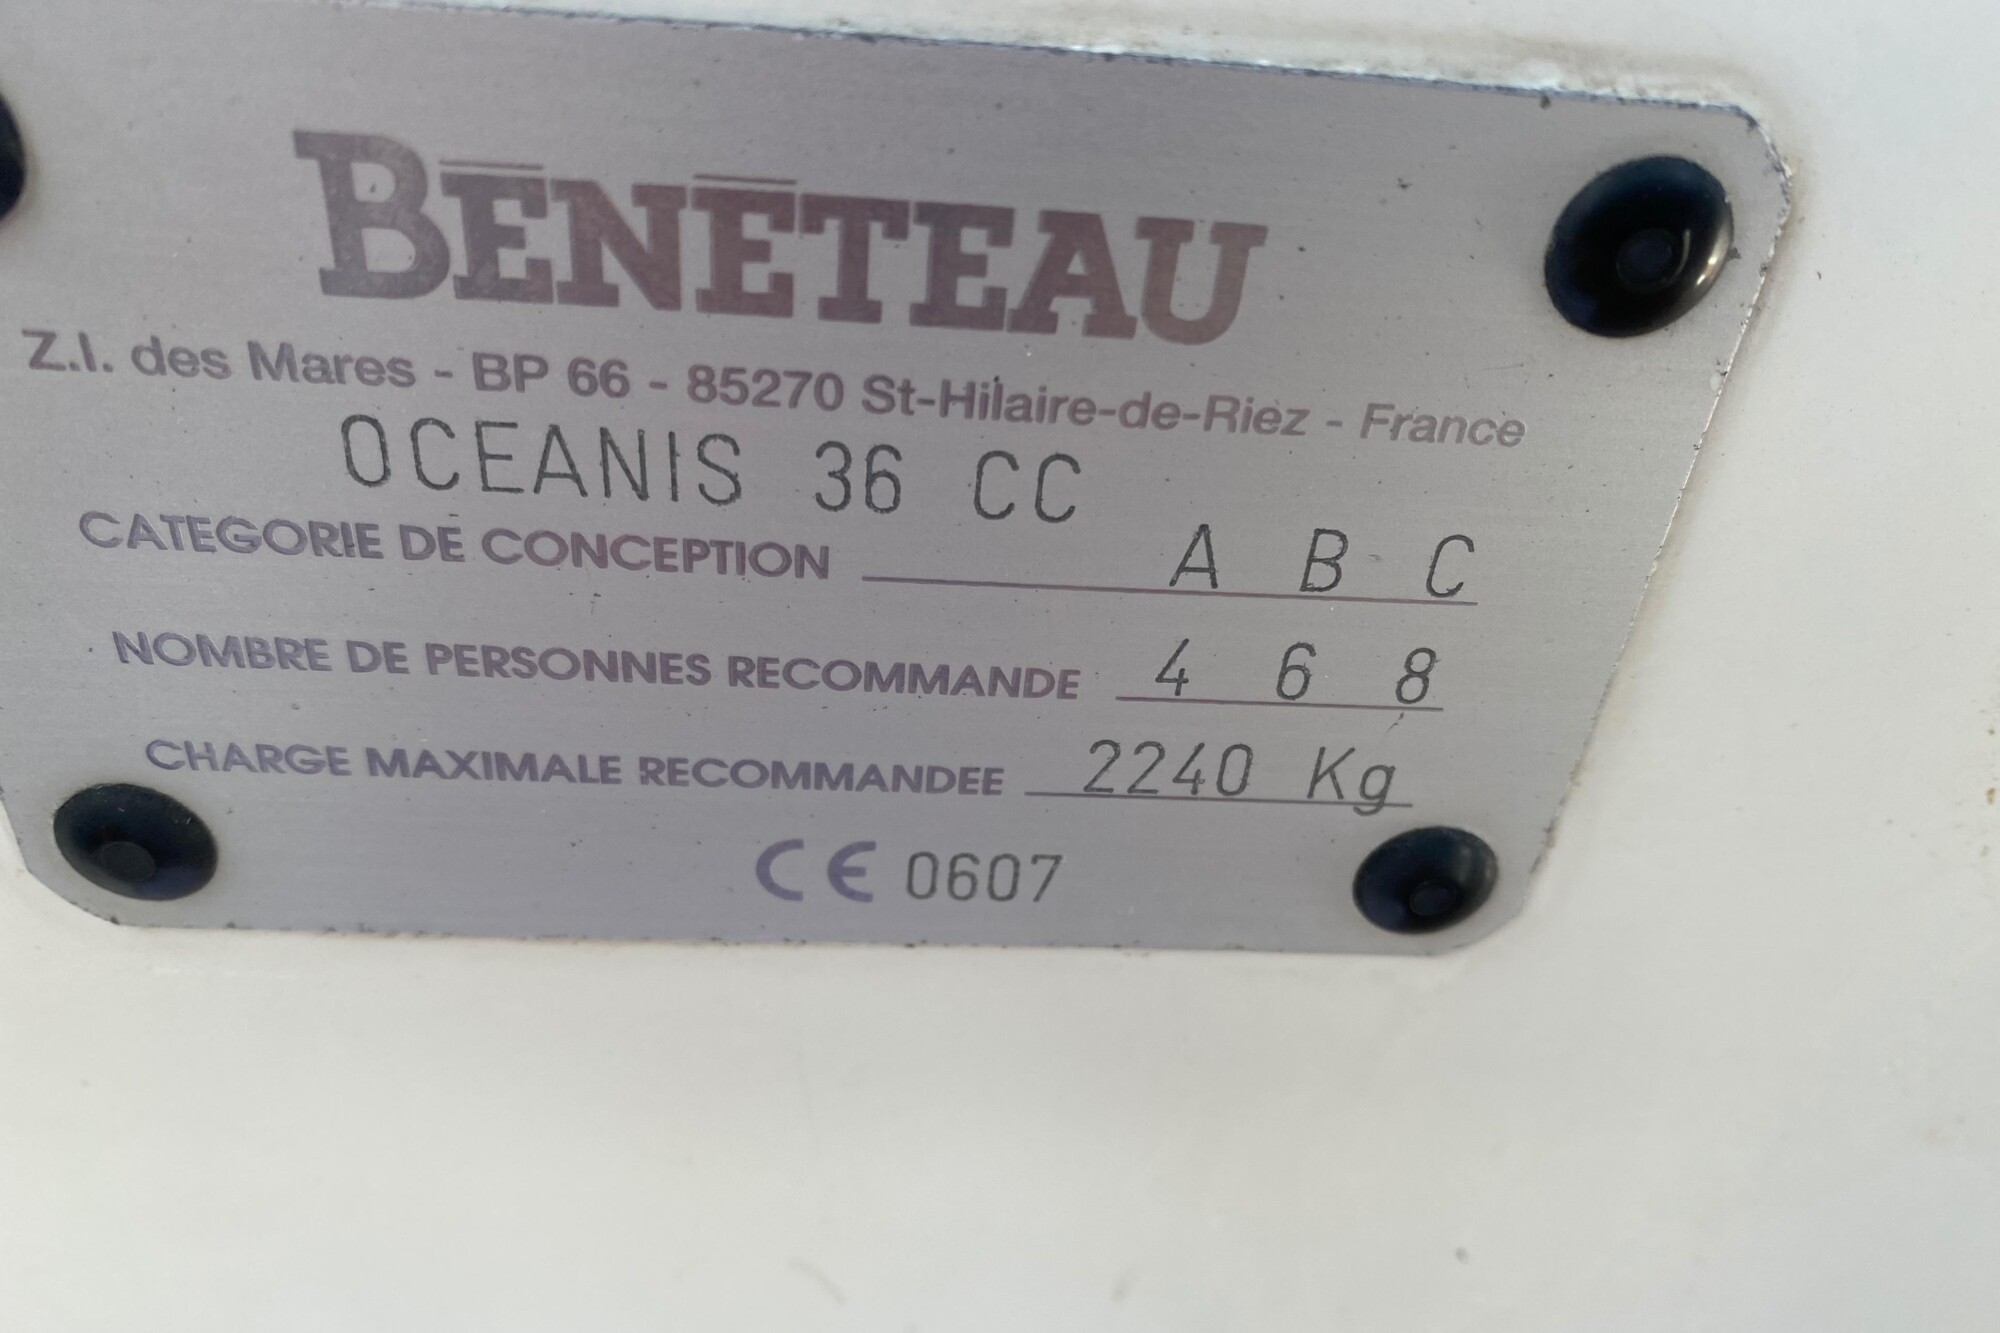 BĒNĒTEAU
Z.I. des Mares - BP 66 - 85270 St-Hilaire-de-Riez - France
OCEANIS 36 CC
CATEGORIE DE CONCEPTION A B C
NOMBRE DE PERSONNES RECOMMANDE 4 6 8
CHARGE MAXIMALE RECOMMANDEE 2240 Kg
CE 0607